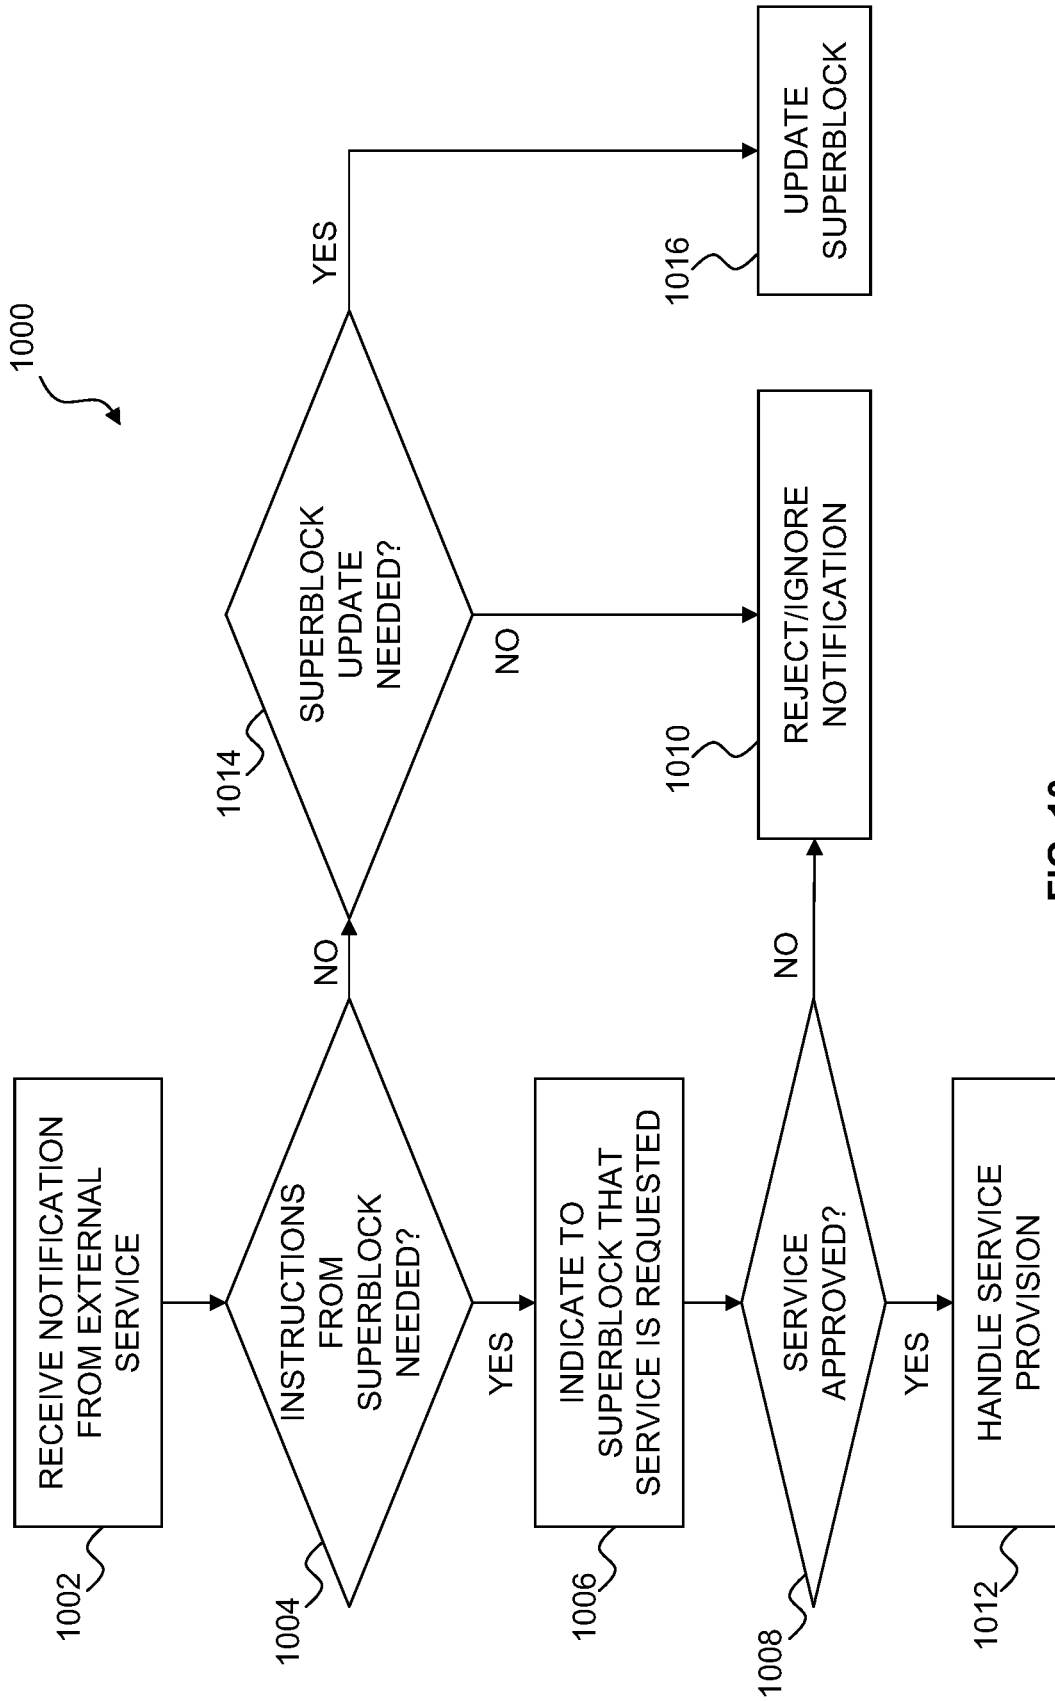 1000
1002
RECEIVE NOTIFICATION
FROM EXTERNAL
SERVICE
1004
INSTRUCTIONS
FROM
SUPERBLOCK
NEEDED?
NO
YES
1014
SUPERBLOCK
UPDATE
NEEDED?
YES
NO
1006
INDICATE TO
SUPERBLOCK THAT
SERVICE IS REQUESTED
1008
SERVICE
APPROVED?
NO
YES
1010
REJECT/IGNORE
NOTIFICATION
1016
UPDATE
SUPERBLOCK
1012
HANDLE SERVICE
PROVISION
FIG. 10